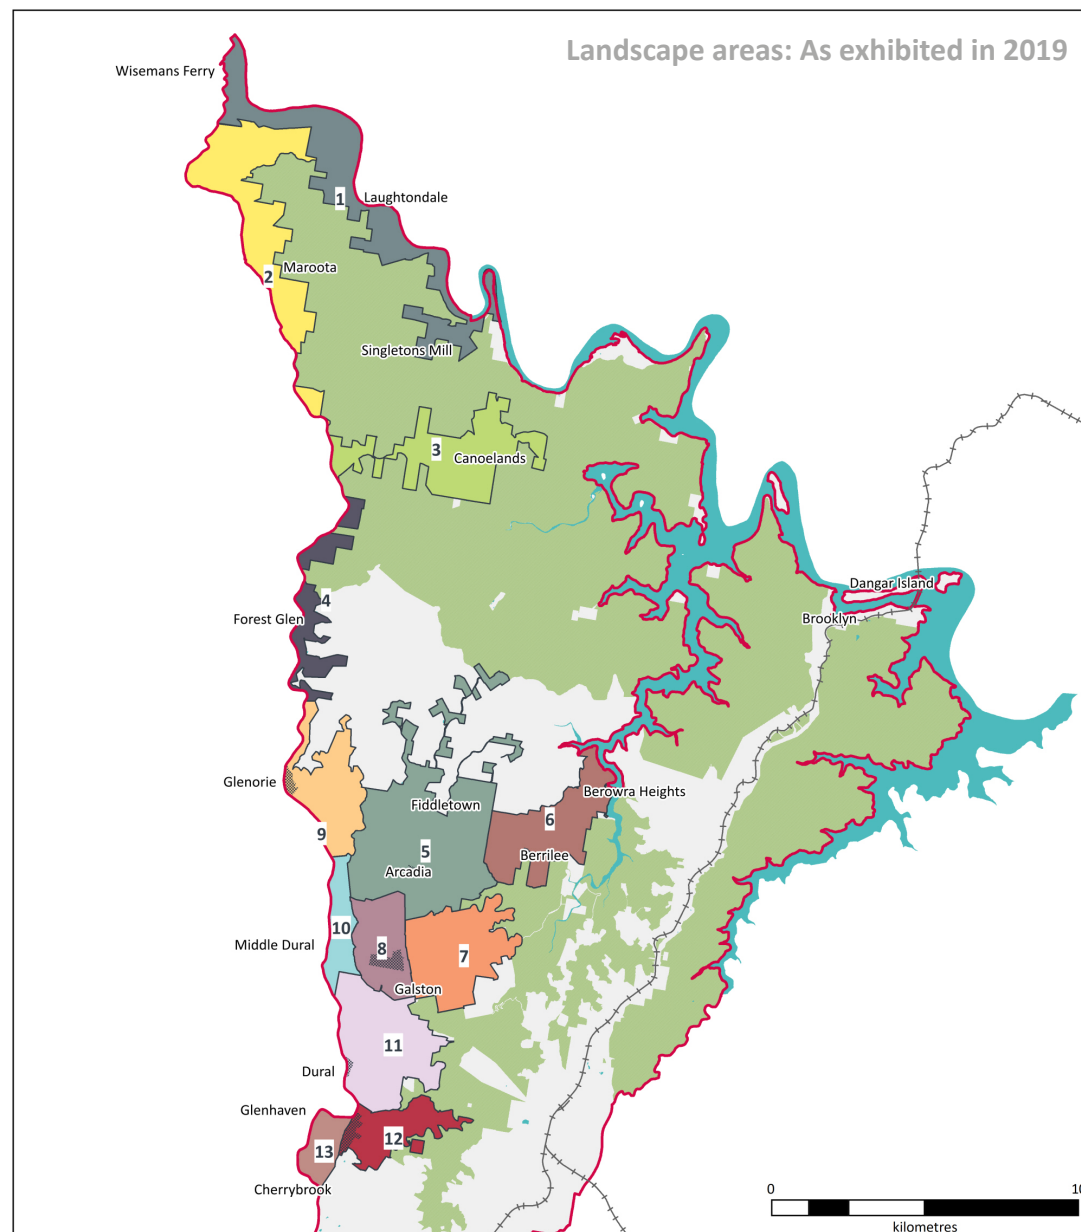 Landscape areas: As exhibited in 2019
Wisemans Ferry
1
Laughtondale
2
Maroota
Singletons Mill
3
Canoelands
4
Forest Glen
Dangar Island
Brooklyn
Glenorie
Fiddletown
Berowra Heights
9
5
6
Berrilee
Arcadia
10
Middle Dural
8
7
Galston
11
Dural
Glenhaven
12
13
Cherrybrook
0
10
kilometres